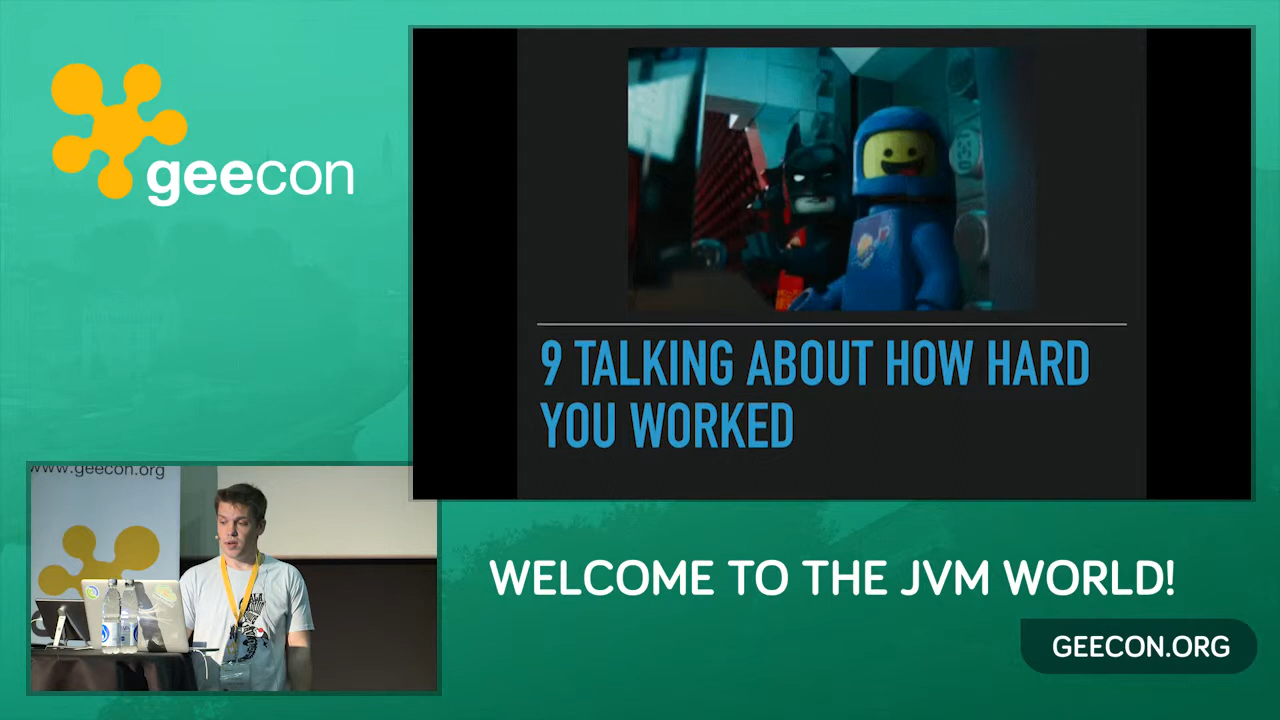 geecon
9 TALKING ABOUT HOW HARD
YOU WORKED
www.geecon.org
WELCOME TO THE JVM WORLD!
GEECON.ORG